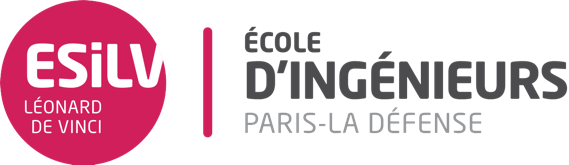 ESiLV
LÉONARD
DE VINCI
ÉCOLE
D'INGÉNIEURS
PARIS-LA DÉFENSE